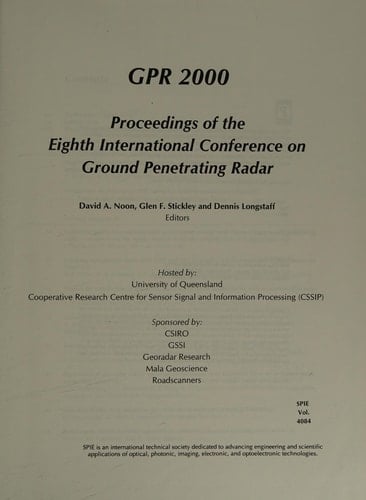 GPR 2000
Proceedings of the
Eighth International Conference on
Ground Penetrating Radar
David A. Noon, Glen F. Stickley and Dennis Longstaff
Editors
Hosted by:
University of Queensland
Cooperative Research Centre for Sensor Signal and Information Processing (CSSIP)
Sponsored by:
CSIRO
GSSI
Georadar Research
Mala Geoscience
Roadscanners
SPIE
Vol.
4084
SPIE is an international technical society dedicated to advancing engineering and scientific
applications of optical, photonic, imaging, electronic, and optoelectronic technologies.